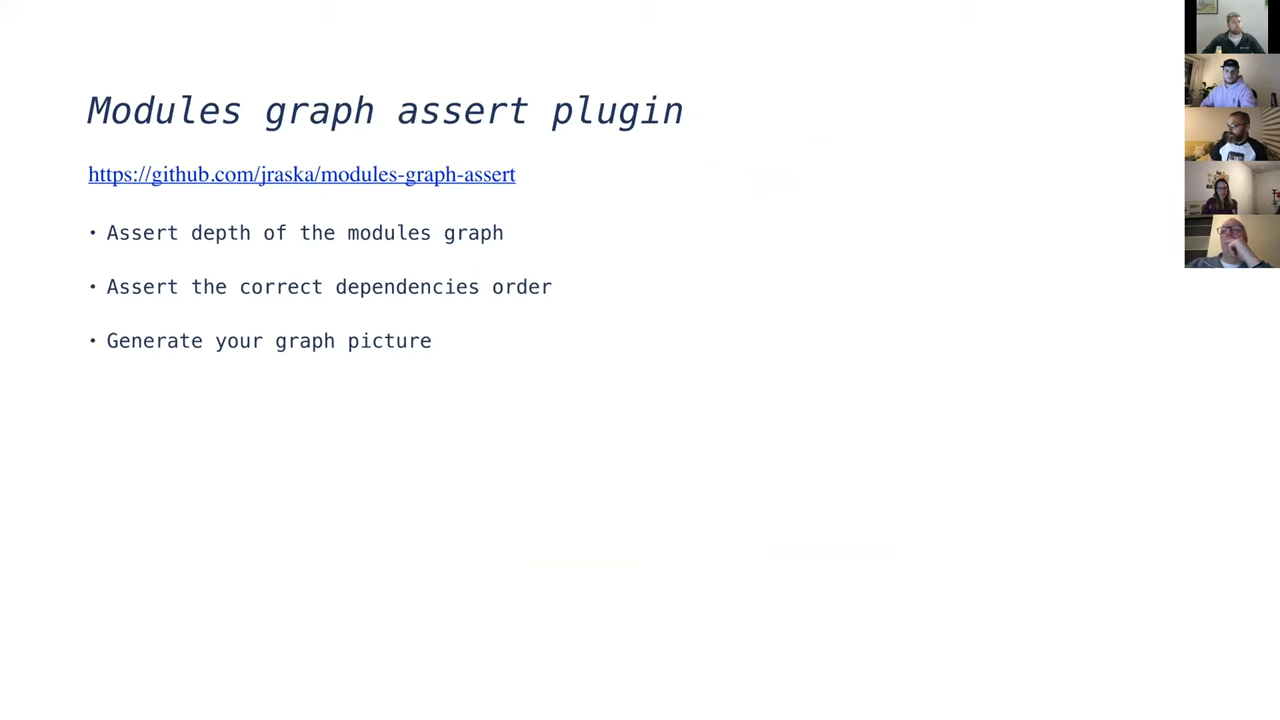 Modules graph assert plugin
https://github.com/jraska/modules-graph-assert
• Assert depth of the modules graph
• Assert the correct dependencies order
• Generate your graph picture